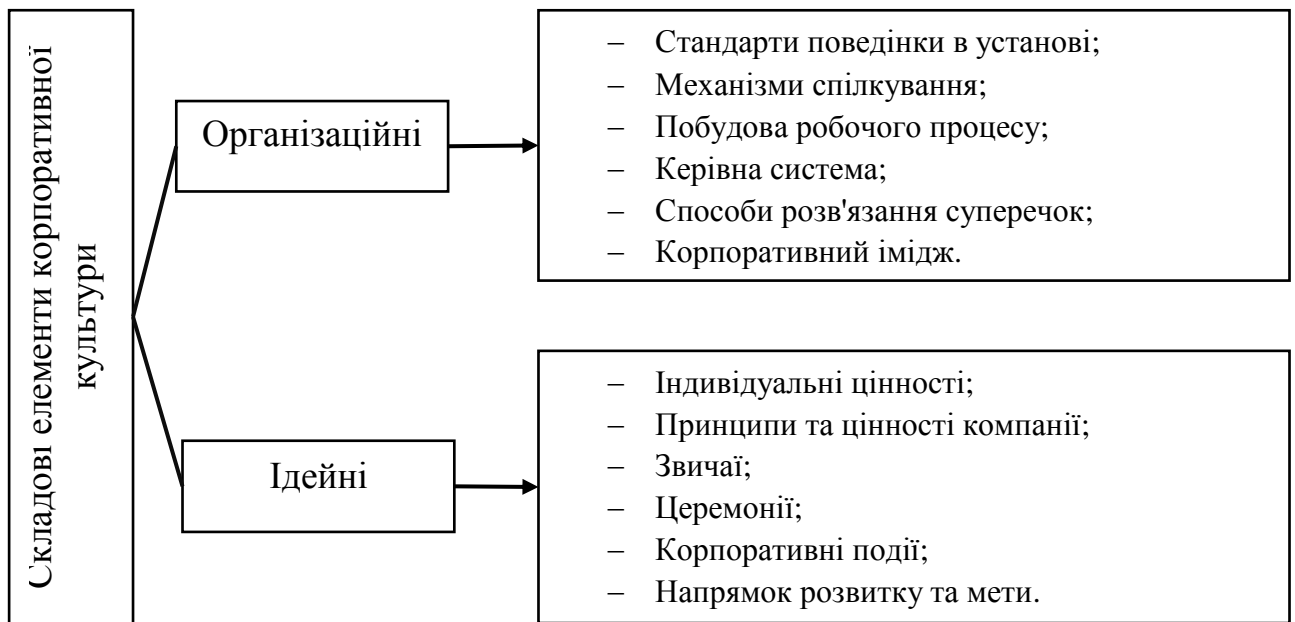 Складові елементи корпоративної
культури
Організаційні
– Стандарти поведінки в установі;
– Механізми спілкування;
– Побудова робочого процесу;
– Керівна система;
– Способи розв'язання суперечок;
– Корпоративний імідж.
Ідейні
– Індивідуальні цінності;
– Принципи та цінності компанії;
– Звичаї;
– Церемонії;
– Корпоративні події;
– Напрямок розвитку та мети.